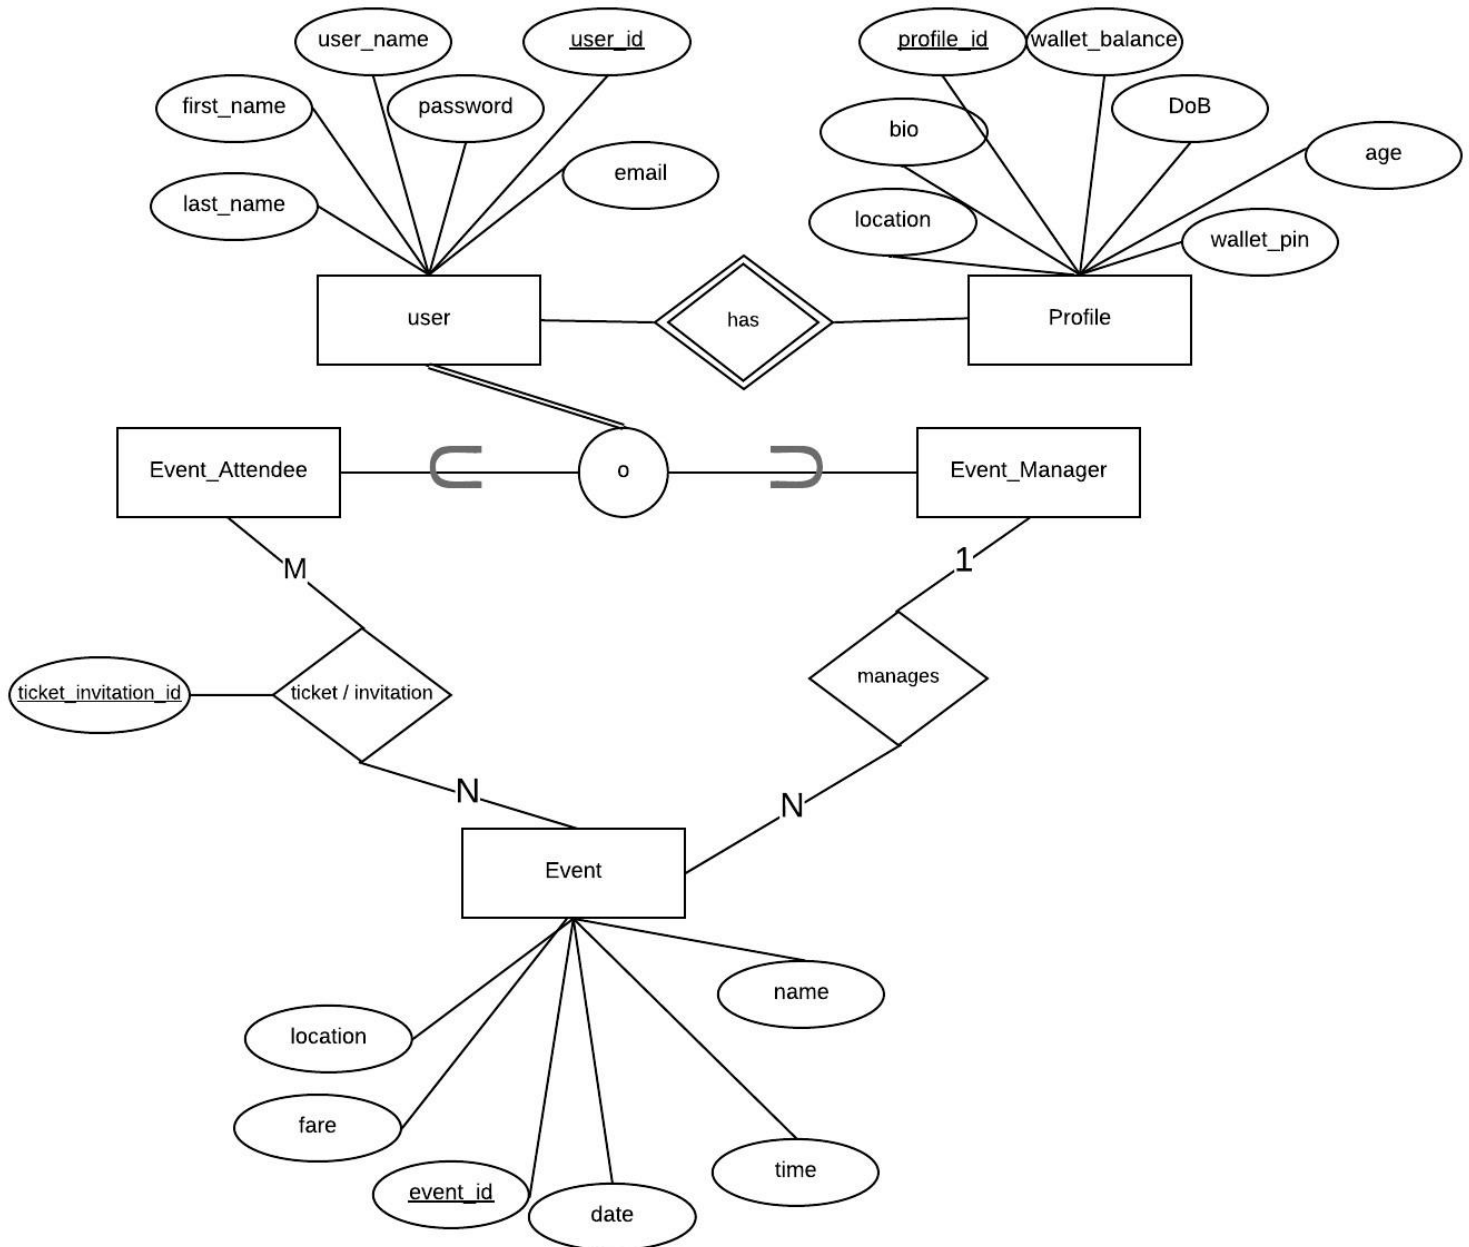 user_name
user_id
profile_id
wallet_balance
first_name
password
bio
DoB
email
age
last_name
location
wallet_pin
user
has
Profile
Event_Attendee
o
Event_Manager
M
1
ticket_invitation_id
ticket / invitation
manages
N
N
Event
name
location
fare
time
event_id
date